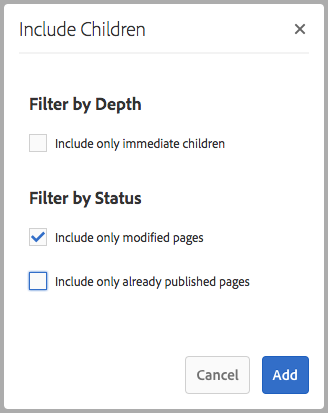 Include Children
Filter by Depth
Include only immediate children
Filter by Status
Include only modified pages
Include only already published pages
Cancel Add